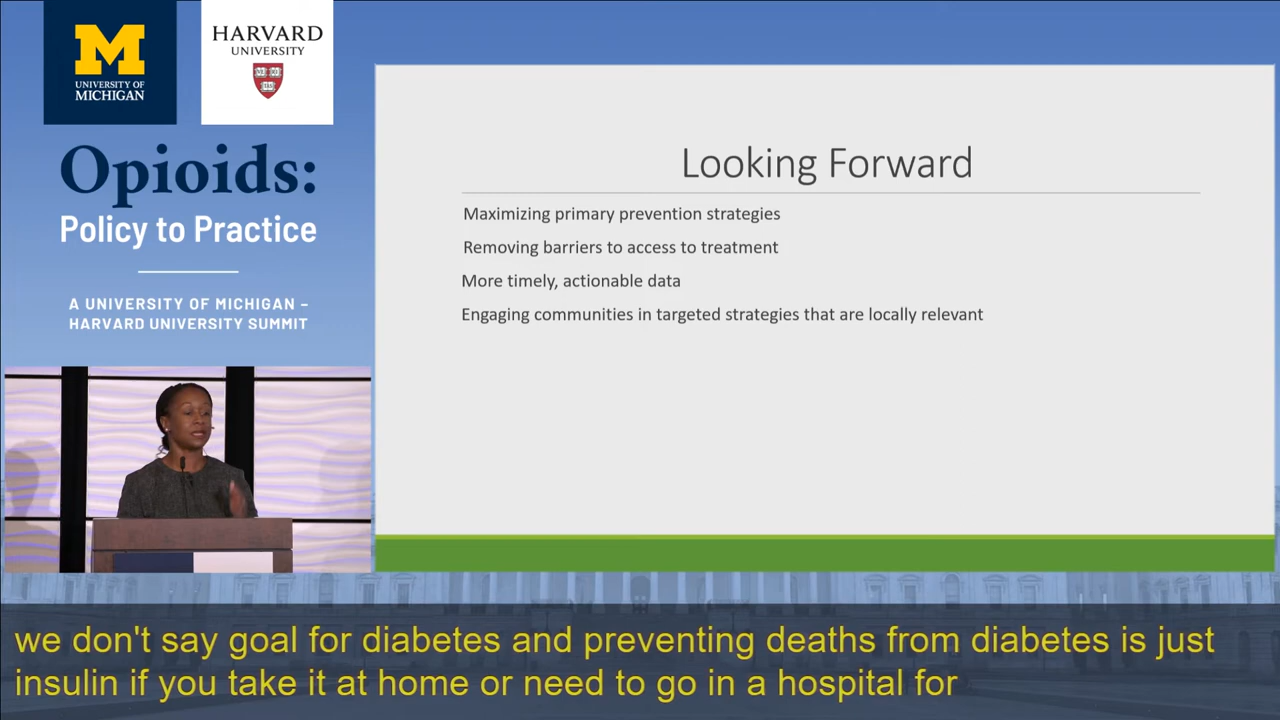 M
UNIVERSITY OF
MICHIGAN
HARVARD
UNIVERSITY
VE RI TAS
Opioids:
Policy to Practice
A UNIVERSITY OF MICHIGAN –
HARVARD UNIVERSITY SUMMIT
Looking Forward
Maximizing primary prevention strategies
Removing barriers to access to treatment
More timely, actionable data
Engaging communities in targeted strategies that are locally relevant
we don't say goal for diabetes and preventing deaths from diabetes is just
insulin if you take it at home or need to go in a hospital for